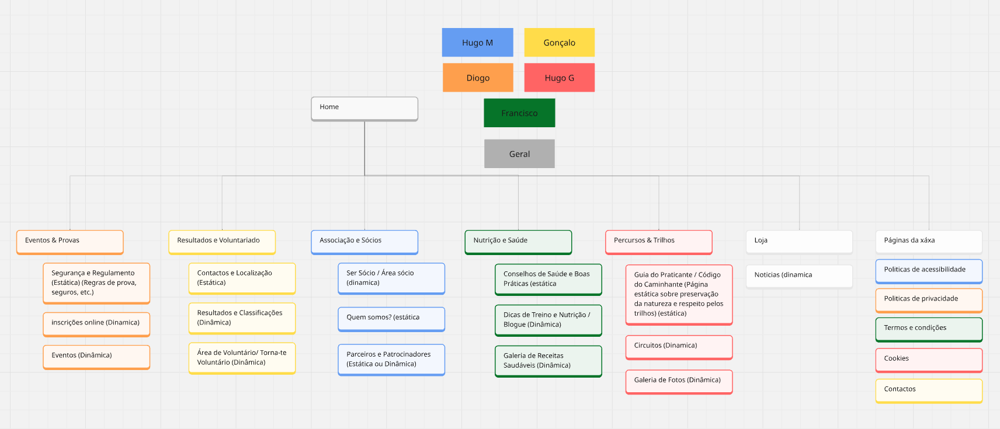 Hugo M
Gonçalo
Diogo
Hugo G
Home
Francisco
Geral
Eventos & Provas
Segurança e Regulamento
(Estática) (Regras de prova,
seguros, etc.)
inscrições online (Dinamica)
Eventos (Dinâmica)
Resultados e Voluntariado
Contactos e Localização
(Estática)
Resultados e Classificações
(Dinâmica)
Área de Voluntário/ Torna-te
Voluntário (Dinâmica)
Associação e Sócios
Ser Sócio / Área sócio
(dinamica)
Quem somos? (estática
Parceiros e Patrocinadores
(Estática ou Dinâmica)
Nutrição e Saúde
Conselhos de Saúde e Boas
Práticas (estática
Dicas de Treino e Nutrição /
Blogue (Dinâmica)
Galeria de Receitas
Saudáveis (Dinâmica)
Percursos & Trilhos
Guia do Praticante / Código
do Caminhante (Página
estática sobre preservação
da natureza e respeito pelos
trilhos) (estática)
Circuitos (Dinamica)
Galeria de Fotos (Dinâmica)
Loja
Noticias (dinamica
Páginas da xáxa
Politicas de acessibilidade
Politicas de privacidade
Termos e condições
Cookies
Contactos